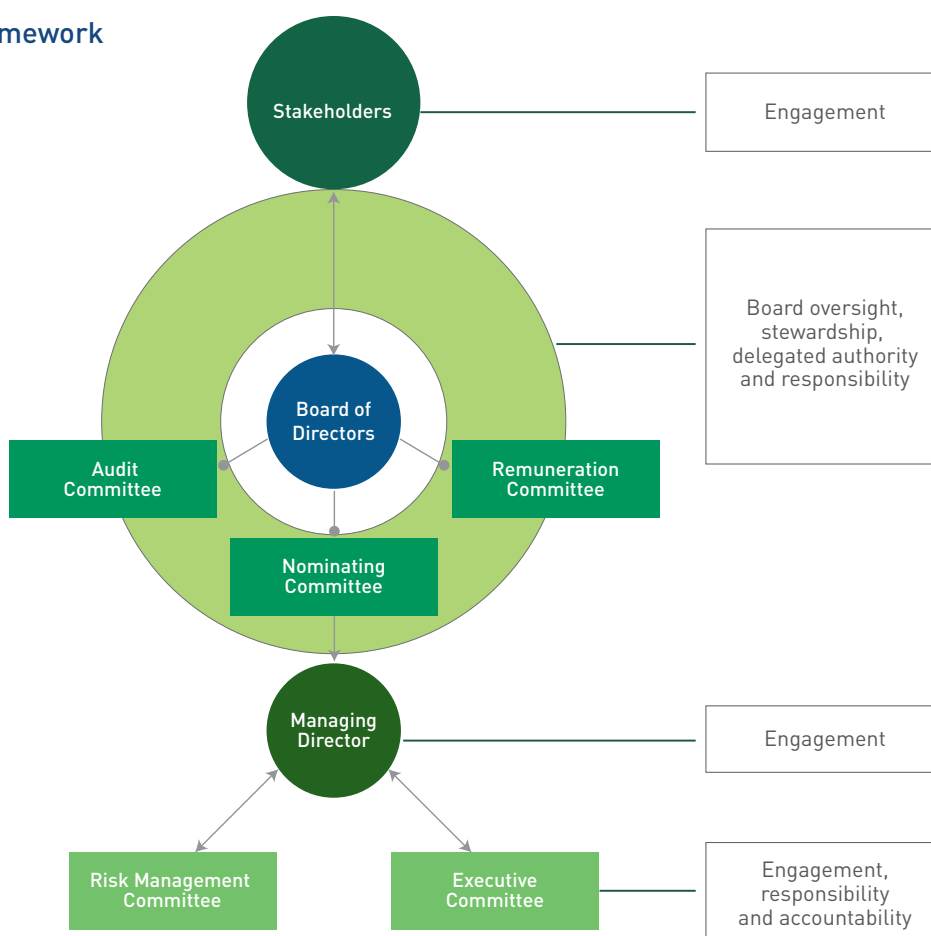 mework
Stakeholders
Engagement
Board oversight,
stewardship,
delegated authority
and responsibility
Board of
Directors
Audit
Committee
Remuneration
Committee
Nominating
Committee
Managing
Director
Engagement
Risk Management
Committee
Executive
Committee
Engagement,
responsibility
and accountability